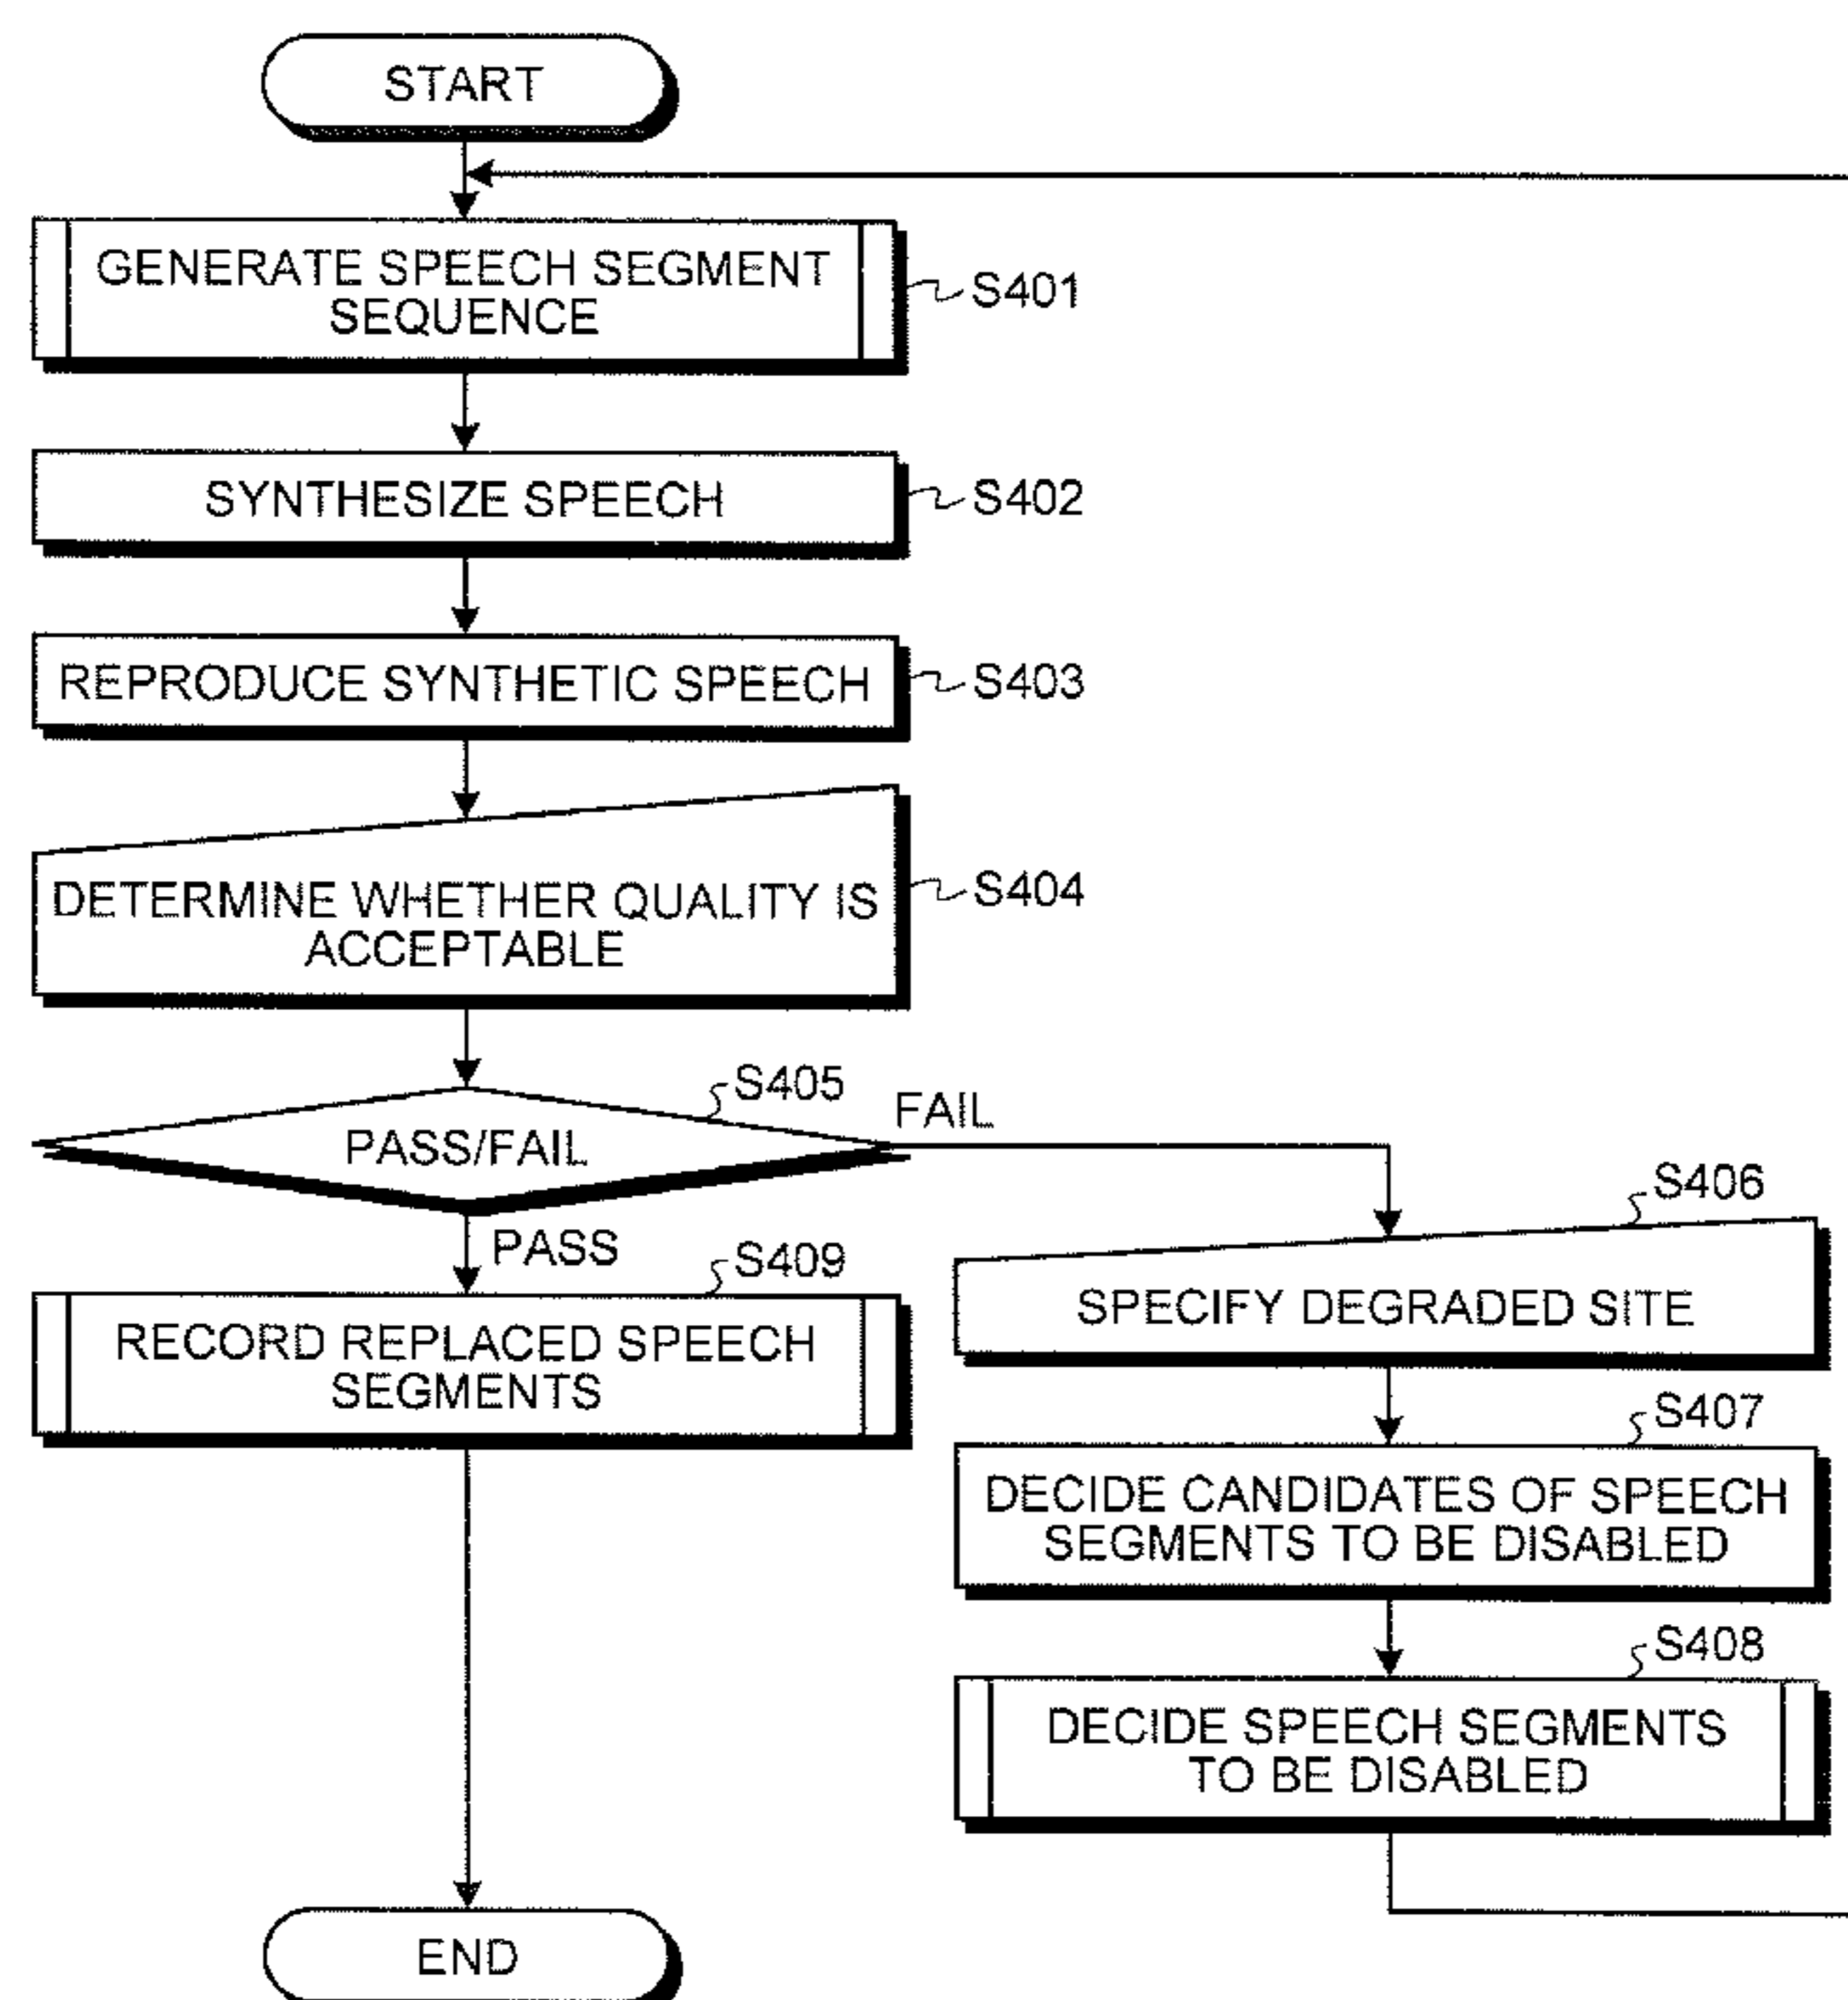 START
GENERATE SPEECH SEGMENT
SEQUENCE
S401
SYNTHESIZE SPEECH
S402
REPRODUCE SYNTHETIC SPEECH
S403
DETERMINE WHETHER QUALITY IS
ACCEPTABLE
S404
S405
PASS/FAIL
FAIL
PASS
S406
SPECIFY DEGRADED SITE
S407
DECIDE CANDIDATES OF SPEECH
SEGMENTS TO BE DISABLED
S408
DECIDE SPEECH SEGMENTS
TO BE DISABLED
S409
RECORD REPLACED SPEECH
SEGMENTS
END